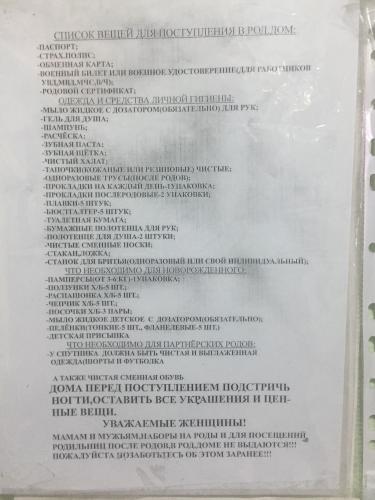 СПИСОК ВЕЩЕЙ ДЛЯ ПОСТУПЛЕНИЯ В РОД.ДОМ:
-ПАСПОРТ;
-СТРАХ.ПОЛИС;
-ОБМЕННАЯ КАРТА;
-ВОЕННЫЙ БИЛЕТ ИЛИ ВОЕННОЕ УДОСТОВЕРЕНИЕ(ДЛЯ РАБОТНИКОВ
УВД,МВД,МЧС,В/Ч);
-РОДОВОЙ СЕРТИФИКАТ;
ОДЕЖДА И СРЕДСТВА ЛИЧНОЙ ГИГИЕНЫ:
-МЫЛО ЖИДКОЕ С ДОЗАТОРОМ(ОБЯЗАТЕЛЬНО) ДЛЯ РУК;
-ГЕЛЬ ДЛЯ ДУША;
-ШАМПУНЬ;
-РАСЧЁСКА;
-ЗУБНАЯ ПАСТА;
-ЗУБНАЯ ЩЁТКА;
-ЧИСТЫЙ ХАЛАТ;
-ТАПОЧКИ(КОЖАНЫЕ ИЛИ РЕЗИНОВЫЕ) ЧИСТЫЕ;
-ОДНОРАЗОВЫЕ ТРУСЫ(ПОСЛЕ РОДОВ);
-ПРОКЛАДКИ НА КАЖДЫЙ ДЕНЬ-1УПАКОВКА;
-ПРОКЛАДКИ ПОСЛЕРОДОВЫЕ-2 УПАКОВКИ;
-ПЛАВКИ-5 ШТУК;
-БЮСТГАЛТЕР-5 ШТУК;
-ТУАЛЕТНАЯ БУМАГА;
-БУМАЖНЫЕ ПОЛОТЕНЦА ДЛЯ РУК;
-ПОЛОТЕНЦЕ ДЛЯ ДУША-2 ШТУКИ;
-ЧИСТЫЕ СМЕННЫЕ НОСКИ;
-СТАКАН,ЛОЖКА;
-СТАНОК ДЛЯ БРИТЬЯ(ОДНОРАЗОВЫЙ ИЛИ СВОЙ ИНДИВИДУАЛЬНЫЙ);
ЧТО НЕОБХОДИМО ДЛЯ НОВОРОЖДЕННОГО:
-ПАМПЕРСЫ(ОТ 3-6 КГ)-1УПАКОВКА;
-ПОЛЗУНКИ Х/Б-5 ШТ.;
-РАСПАШОНКА Х/Б-5 ШТ.;
-ЧЕПЧИК Х/Б-5 ШТ.;
-НОСОЧКИ Х/Б-3 ПАРЫ;
-МЫЛО ЖИДКОЕ ДЕТСКОЕ С ДОЗАТОРОМ(ОБЯЗАТЕЛЬНО);
-ПЕЛЁНКИ(ТОНКИЕ-5 ШТ., ФЛАНЕЛЕВЫЕ-5 ШТ.)
-ДЕТСКАЯ ПРИСЫПКА
ЧТО НЕОБХОДИМО ДЛЯ ПАРТНЁРСКИХ РОДОВ:
-У СПУТНИКА ДОЛЖНА БЫТЬ ЧИСТАЯ И ВЫГЛАЖЕННАЯ
ОДЕЖДА(ШОРТЫ И ФУТБОЛКА
А ТАКЖЕ ЧИСТАЯ СМЕННАЯ ОБУВЬ
ДОМА ПЕРЕД ПОСТУПЛЕНИЕМ ПОДСТРИЧЬ
НОГТИ,ОСТАВИТЬ ВСЕ УКРАШЕНИЯ И ЦЕН-
НЫЕ ВЕЩИ.
УВАЖАЕМЫЕ ЖЕНЩИНЫ!
МАМАМ И МУЖЬЯМ,НАБОРЫ НА РОДЫ И ДЛЯ ПОСЕЩЕНИЙ
РОДИЛЬНИЦ ПОСЛЕ РОДОВ,В РОД.ДОМЕ НЕ ВЫДАЮТСЯ!!!
ПОЖАЛУЙСТА ПОЗАБОТЬТЕСЬ ОБ ЭТОМ ЗАРАНЕЕ!!!